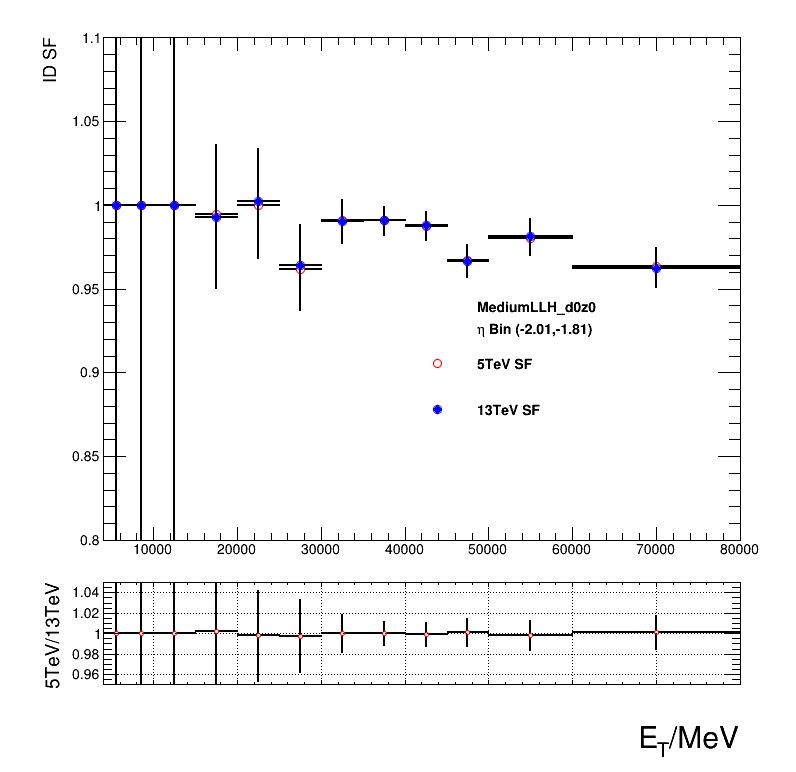 ID SF
1.1
1.05
1
0.95
0.9
0.85
0.8
MediumLLH_d0z0
η Bin (-2.01,-1.81)
5TeV SF
13TeV SF
10000 20000 30000 40000 50000 60000 70000 80000
5TeV/13TeV
1.04
1.02
1
0.98
0.96
E_T/MeV